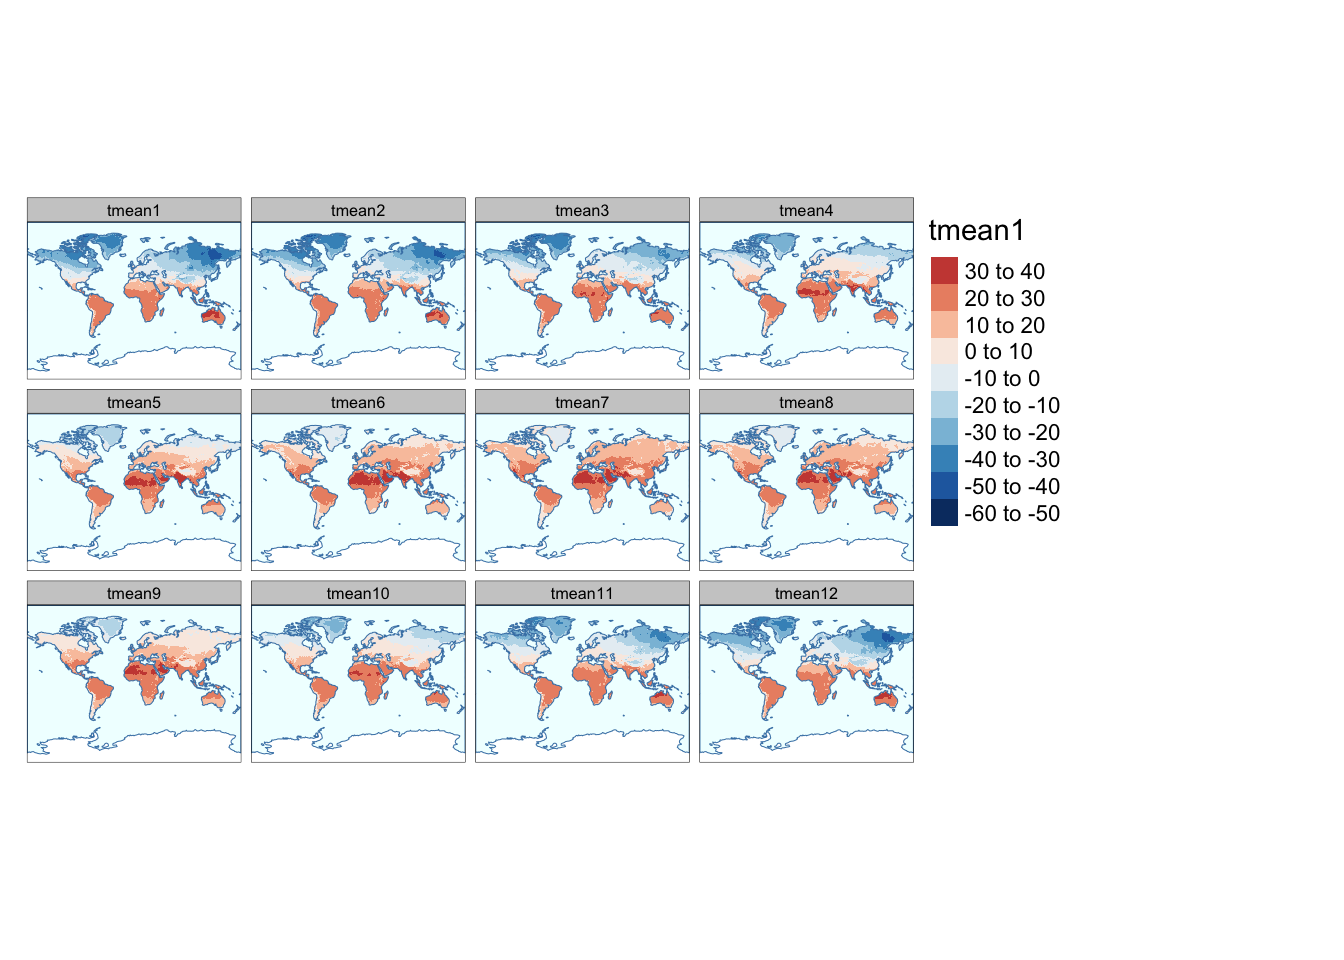 tmean1
tmean2
tmean3
tmean4
tmean1
30 to 40
20 to 30
10 to 20
0 to 10
-10 to 0
-20 to -10
-30 to -20
-40 to -30
-50 to -40
-60 to -50
tmean5
tmean6
tmean7
tmean8
tmean9
tmean10
tmean11
tmean12